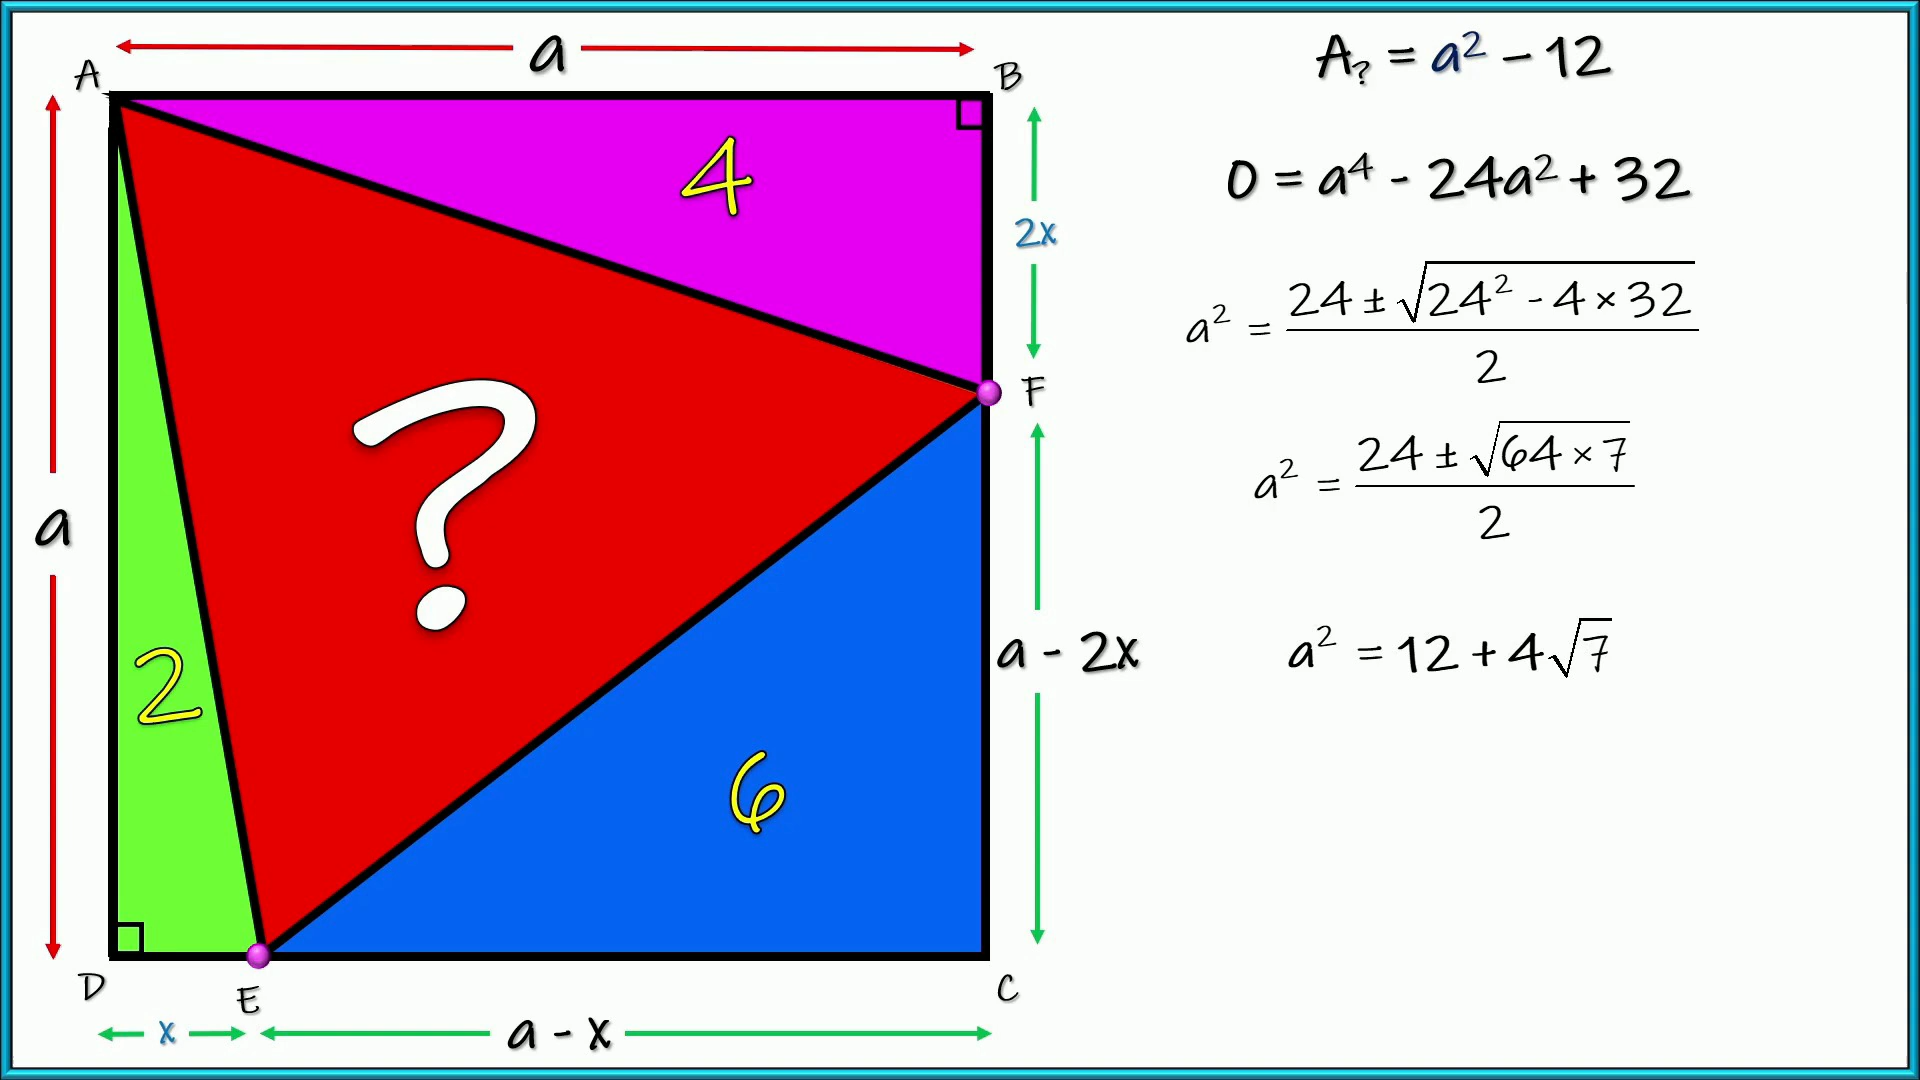 a
A
B
4
2x
F
a
?
2
6
a - 2x
D
E
C
x
a - x
A? = a² - 12
0 = a⁴ - 24a² + 32
a² = (24 ± √(24² - 4 × 32)) / 2
a² = (24 ± √(64 × 7)) / 2
a² = 12 + 4√7